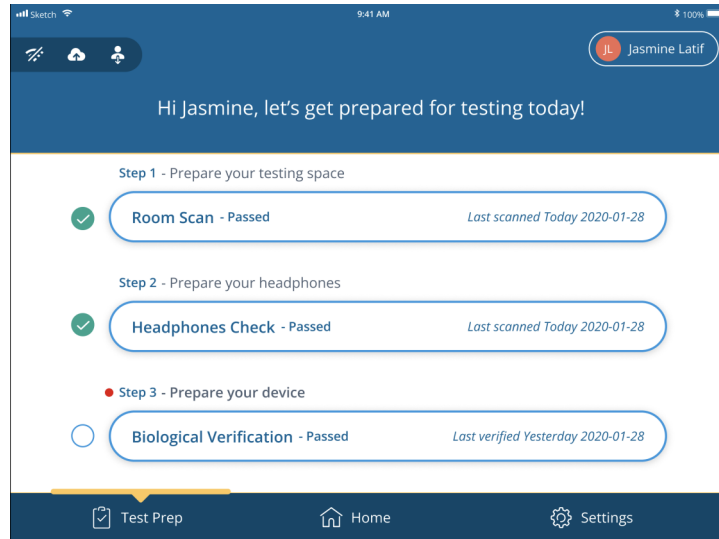 Sketch
9:41 AM
100%
JL Jasmine Latif
Hi Jasmine, let's get prepared for testing today!
Step 1 - Prepare your testing space
Room Scan - Passed Last scanned Today 2020-01-28
Step 2 - Prepare your headphones
Headphones Check - Passed Last scanned Today 2020-01-28
Step 3 - Prepare your device
Biological Verification - Passed Last verified Yesterday 2020-01-28
Test Prep
Home
Settings